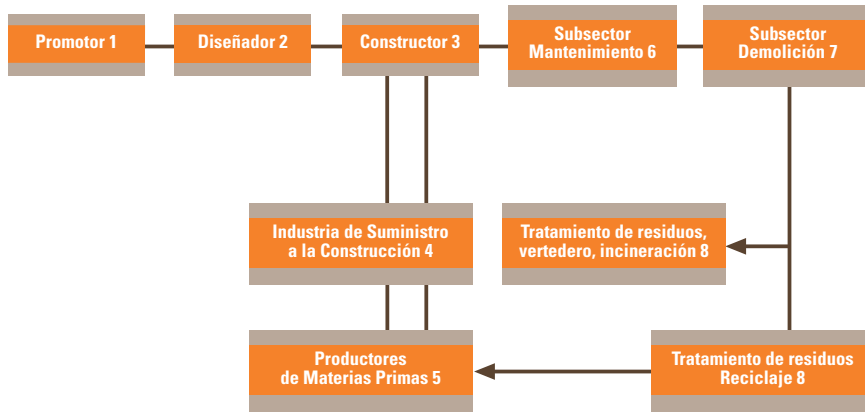 Promotor 1
Diseñador 2
Constructor 3
Subsector
Mantenimiento 6
Subsector
Demolición 7
Industria de Suministro
a la Construcción 4
Tratamiento de residuos,
vertedero, incineración 8
Productores
de Materias Primas 5
Tratamiento de residuos
Reciclaje 8